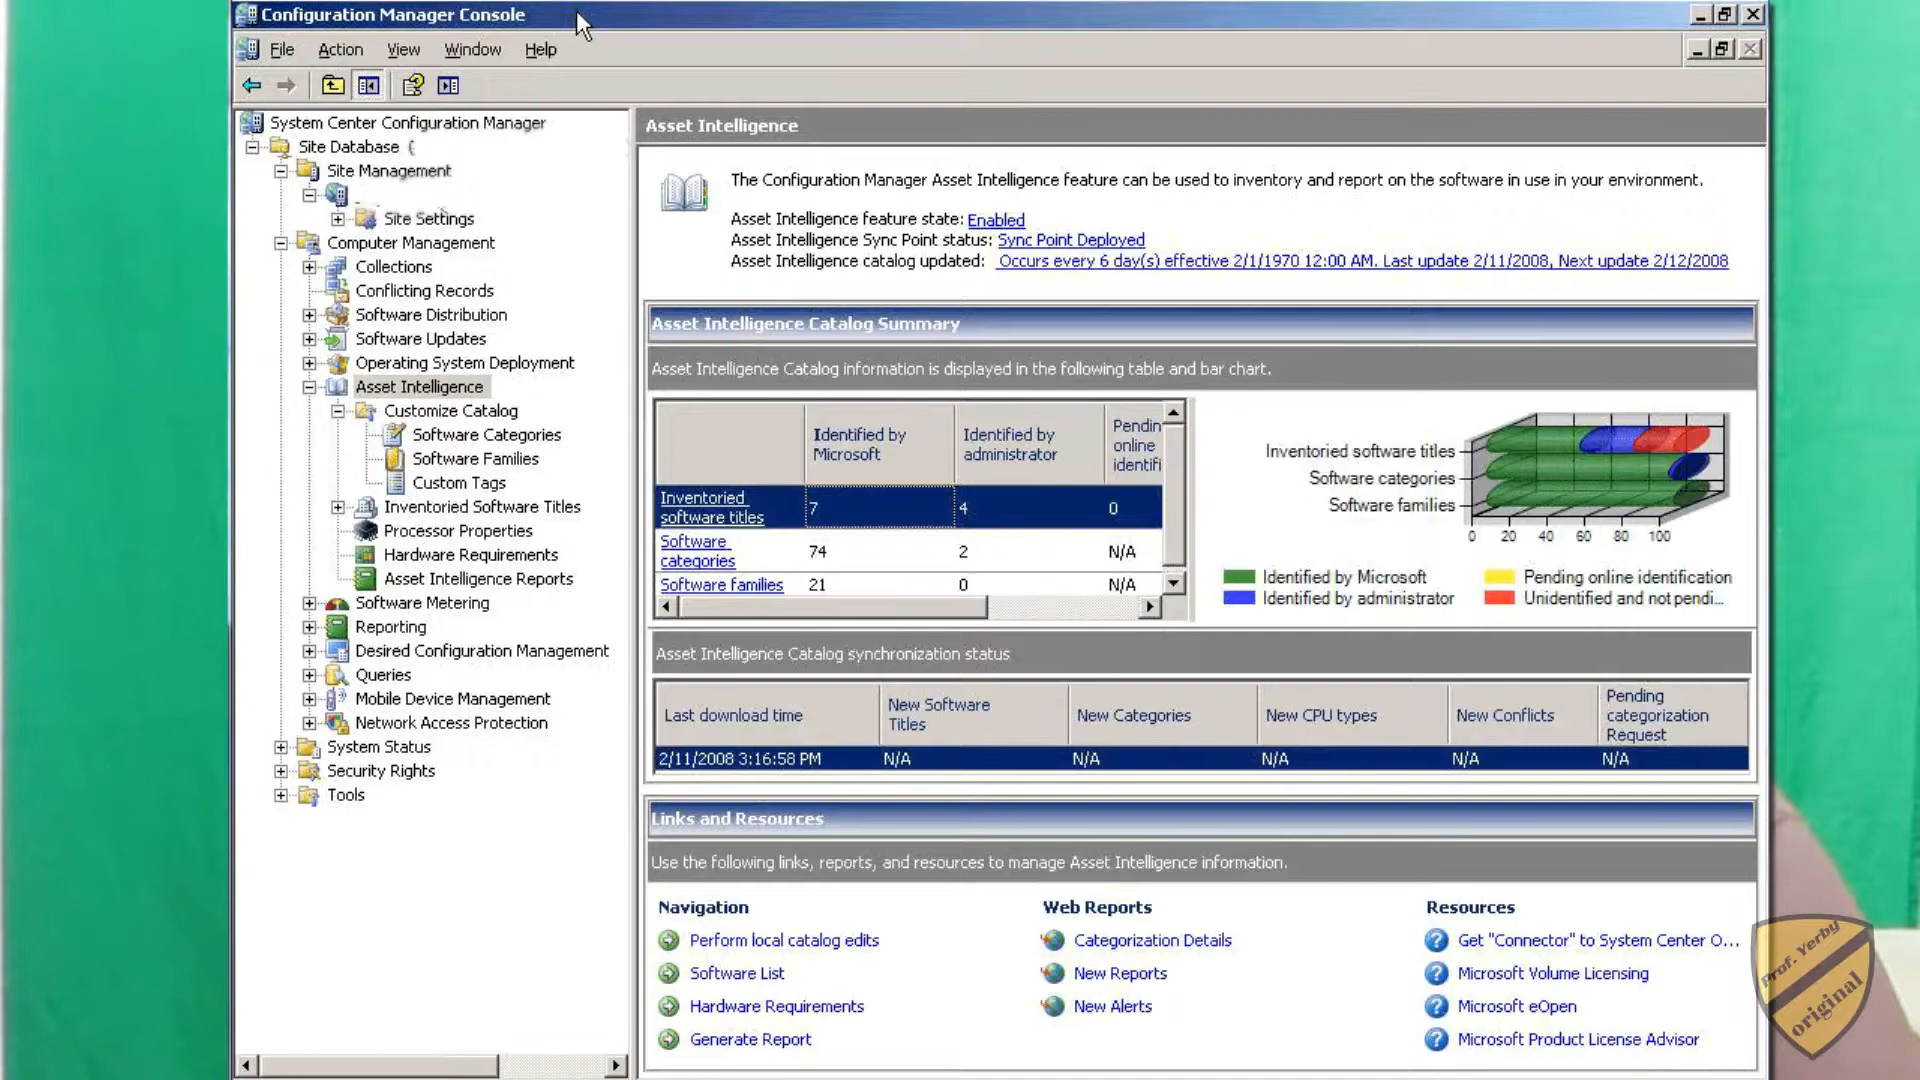 Configuration Manager Console
File Action View Window Help
System Center Configuration Manager
Site Database (
Site Management
Site Settings
Computer Management
Collections
Conflicting Records
Software Distribution
Software Updates
Operating System Deployment
Asset Intelligence
Customize Catalog
Software Categories
Software Families
Custom Tags
Inventoried Software Titles
Processor Properties
Hardware Requirements
Asset Intelligence Reports
Software Metering
Reporting
Desired Configuration Management
Queries
Mobile Device Management
Network Access Protection
System Status
Security Rights
Tools
Asset Intelligence
The Configuration Manager Asset Intelligence feature can be used to inventory and report on the software in use in your environment.
Asset Intelligence feature state: Enabled
Asset Intelligence Sync Point status: Sync Point Deployed
Asset Intelligence catalog updated: Occurs every 6 day(s) effective 2/1/1970 12:00 AM. Last update 2/11/2008, Next update 2/12/2008
Asset Intelligence Catalog Summary
Asset Intelligence Catalog information is displayed in the following table and bar chart.
Identified by
Microsoft
Identified by
administrator
Pendin
online
identifi
Inventoried
software titles
7 4 0
Software
categories
74 2 N/A
Software families 21 0 N/A
Inventoried software titles
Software categories
Software families
0 20 40 60 80 100
Identified by Microsoft
Pending online identification
Identified by administrator
Unidentified and not pendi...
Asset Intelligence Catalog synchronization status
Last download time
New Software
Titles
New Categories
New CPU types
New Conflicts
Pending
categorization
Request
2/11/2008 3:16:58 PM N/A N/A N/A N/A N/A
Links and Resources
Use the following links, reports, and resources to manage Asset Intelligence information.
Navigation
Perform local catalog edits
Software List
Hardware Requirements
Generate Report
Web Reports
Categorization Details
New Reports
New Alerts
Resources
Get "Connector" to System Center O...
Microsoft Volume Licensing
Microsoft eOpen
Microsoft Product License Advisor
Prof. Yerby
original